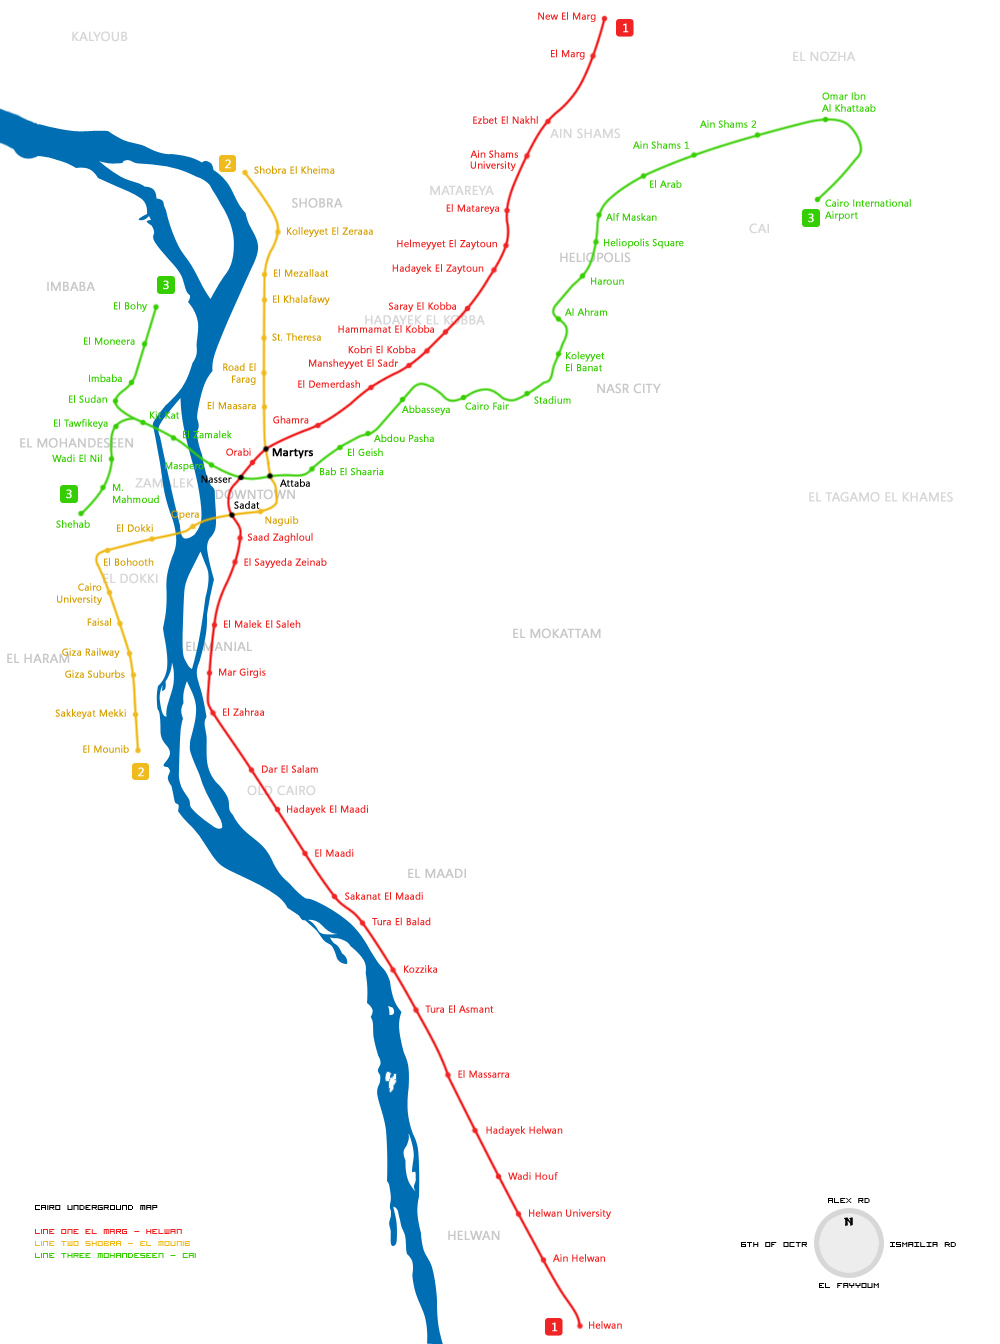 New El Marg
1
KALYOUB
El Marg
EL NOZHA
Omar Ibn
Al Khattaab
Ezbet El Nakhl
Ain Shams 2
AIN SHAMS
Ain Shams 1
Ain Shams
University
2
Shobra El Kheima
El Arab
MATAREYA
SHOBRA
Cairo International
Airport
3
El Matareya
Alf Maskan
CAI
Kolleyyet El Zeraaa
Helmeyyet El Zaytoun
Heliopolis Square
HELIOPOLIS
Hadayek El Zaytoun
El Mezallaat
Haroun
3
IMBABA
El Bohy
El Khalafawy
Saray El Kobba
Al Ahram
HADAYEK EL KOBBA
Hammamat El Kobba
El Moneera
St. Theresa
Kobri El Kobba
Koleyyet
El Banat
Mansheyyet El Sadr
Road El
Farag
Imbaba
El Demerdash
NASR CITY
El Sudan
El Maasara
Abbasseya
Cairo Fair
Stadium
Kit Kat
Ghamra
El Tawfikeya
El Zamalek
Abdou Pasha
EL MOHANDESEEN
Orabi
Martyrs
El Geish
Wadi El Nil
Maspero
Bab El Shaaria
Nasser
Attaba
ZAMALEK
M.
Mahmoud
3
DOWNTOWN
EL TAGAMO EL KHAMES
Sadat
Shehab
Opera
Naguib
El Dokki
Saad Zaghloul
El Bohooth
El Sayyeda Zeinab
EL DOKKI
Cairo
University
Faisal
El Malek El Saleh
EL MOKATTAM
EL MANIAL
Giza Railway
EL HARAM
Giza Suburbs
Mar Girgis
Sakkeyat Mekki
El Zahraa
El Mounib
2
Dar El Salam
OLD CAIRO
Hadayek El Maadi
El Maadi
EL MAADI
Sakanat El Maadi
Tura El Balad
Kozzika
Tura El Asmant
El Massarra
Hadayek Helwan
Wadi Houf
Helwan University
HELWAN
Ain Helwan
1
Helwan
CAIRO UNDERGROUND MAP
LINE ONE EL MARG - HELWAN
LINE TWO SHOBRA - EL MOUNIB
LINE THREE MOHANDESEEN - CAI
ALEX RD
N
6TH OF OCTR
ISMAILIA RD
EL FAYYOUM